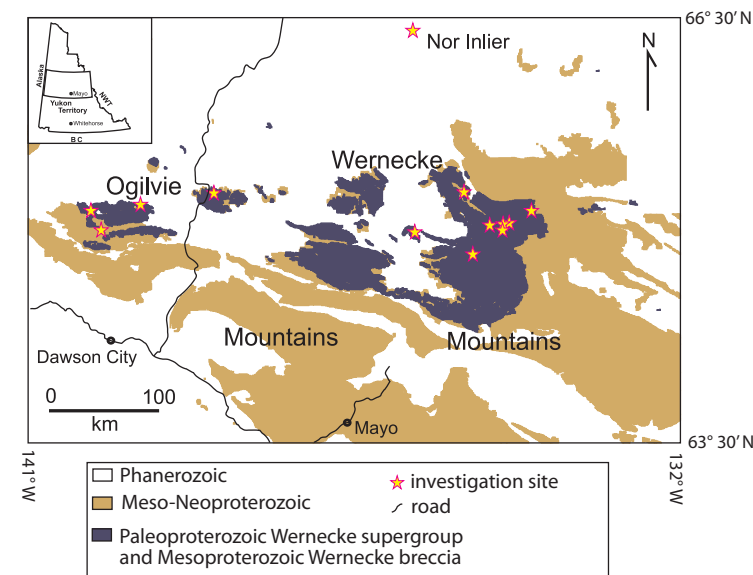 66° 30' N
Nor Inlier
N
Alaska
Mayo
NWT
Yukon
Territory
Whitehorse
B C
Wernecke
Ogilvie
Mountains
Mountains
Dawson City
0 100
km
Mayo
63° 30' N
141° W
132° W
Phanerozoic
investigation site
Meso-Neoproterozoic
road
Paleoproterozoic Wernecke supergroup
and Mesoproterozoic Wernecke breccia